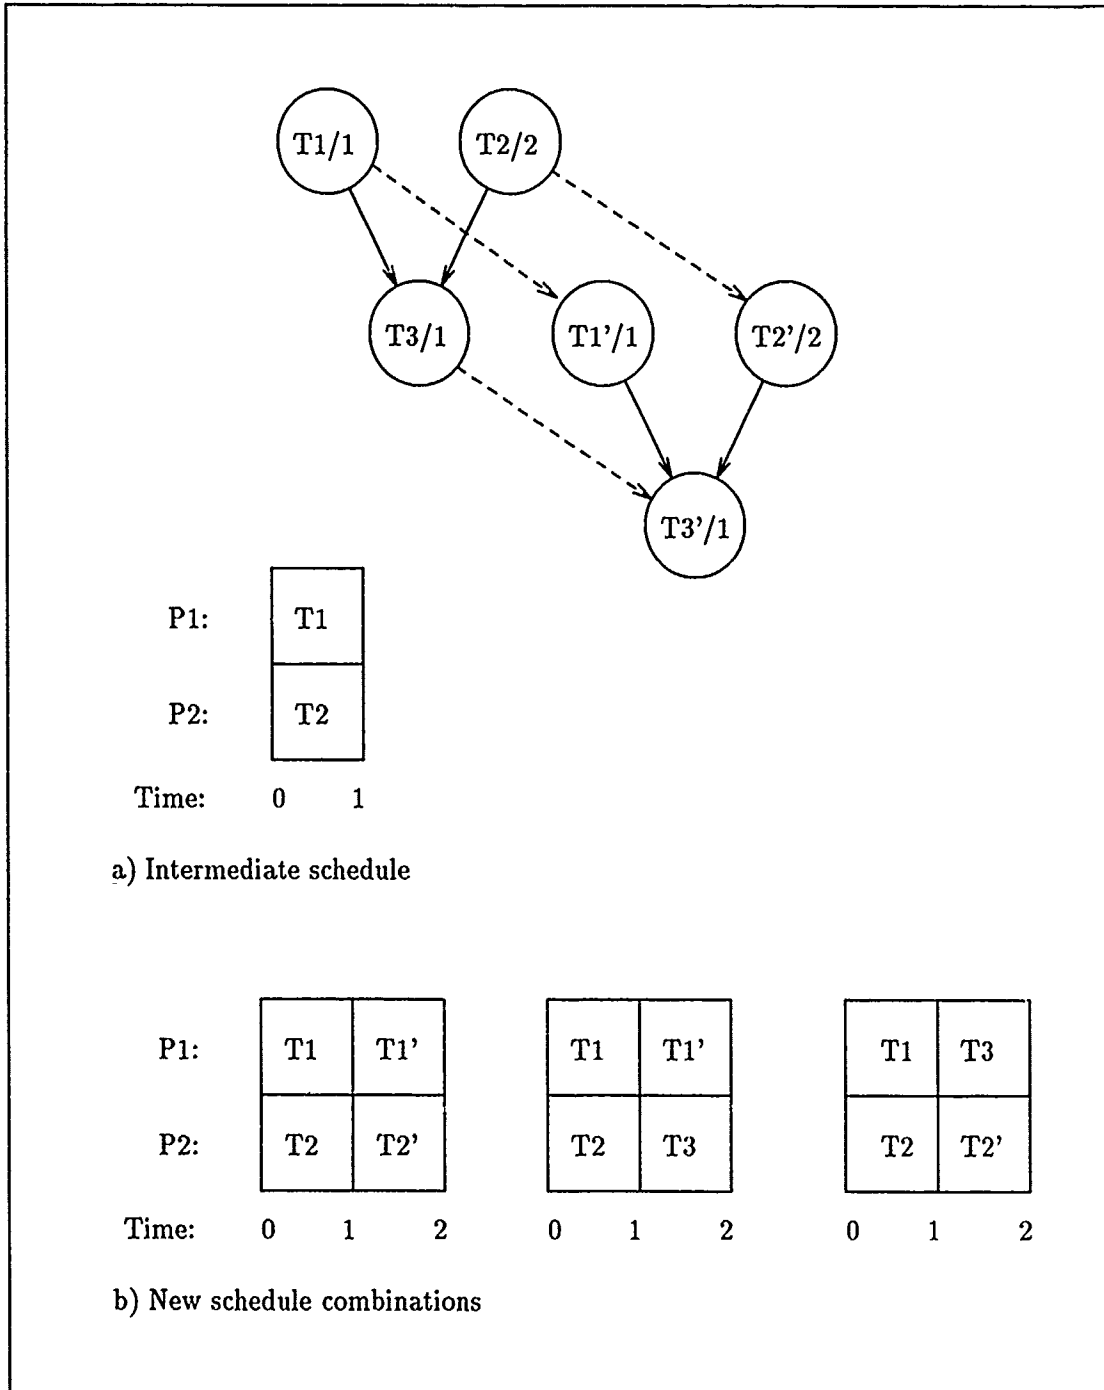 T1/1 T2/2
T3/1 T1'/1 T2'/2
T3'/1
P1: T1
P2: T2
Time: 0 1
a) Intermediate schedule
P1: T1 T1' T1 T1' T1 T3
P2: T2 T2' T2 T3 T2 T2'
Time: 0 1 2 0 1 2 0 1 2
b) New schedule combinations